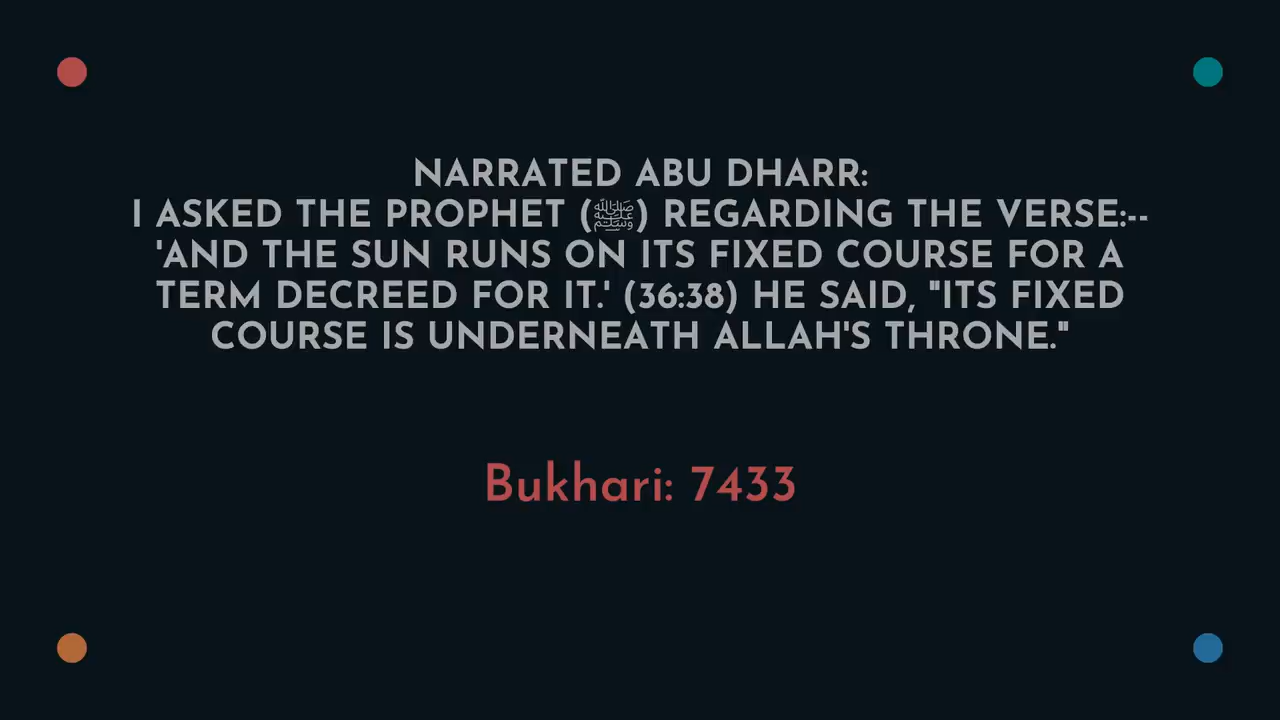 NARRATED ABU DHARR:
I ASKED THE PROPHET (ﷺ) REGARDING THE VERSE:--
'AND THE SUN RUNS ON ITS FIXED COURSE FOR A
TERM DECREED FOR IT.' (36:38) HE SAID, "ITS FIXED
COURSE IS UNDERNEATH ALLAH'S THRONE."
Bukhari: 7433